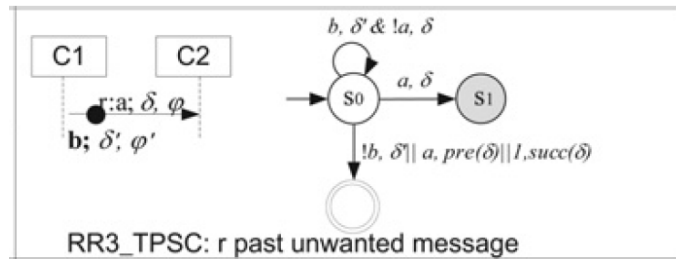 C1
C2
r:a; δ, φ
b; δ', φ'
b, δ' & !a, δ
s0
a, δ
s1
!b, δ'|| a, pre(δ)||1,succ(δ)
RR3_TPSC: r past unwanted message